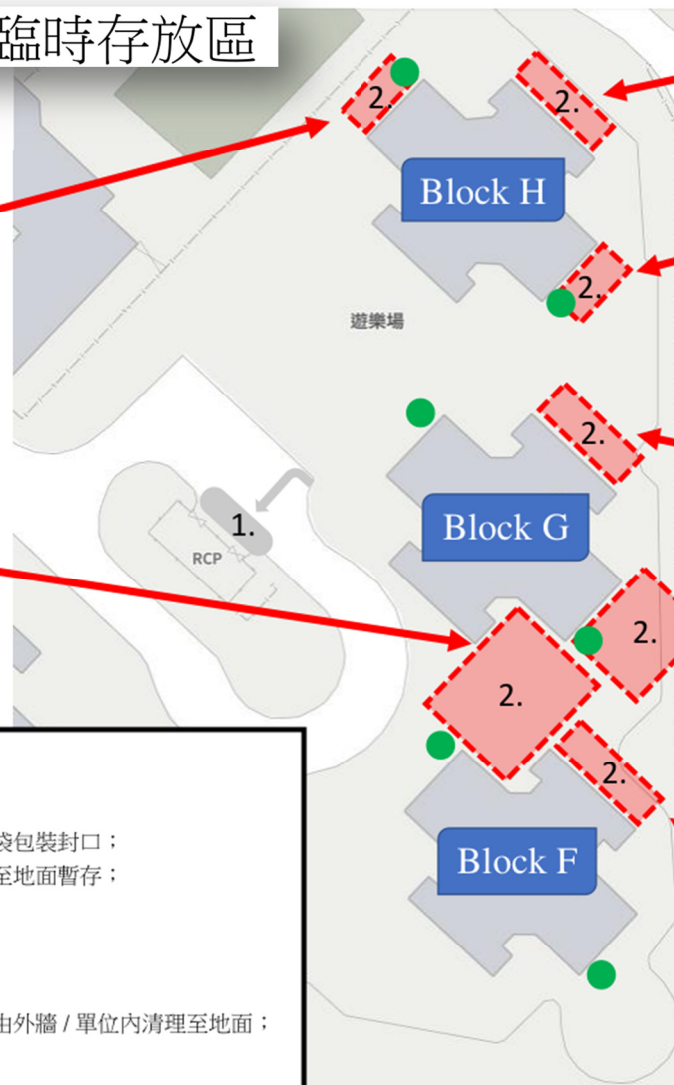 臨時存放區
2.
2.
Block H
2.
遊樂場
2.
1.
Block G
RCP
2.
2.
2.
Block F
袋包裝封口；
至地面暫存；
由外牆 / 單位內清理至地面；